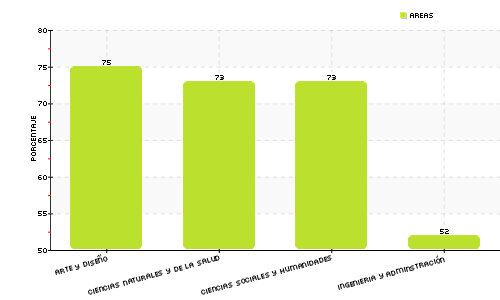 AREAS
PORCENTAJE
80
75
70
65
60
55
50
75
73
73
52
ARTE Y DISEÑO
CIENCIAS NATURALES Y DE LA SALUD
CIENCIAS SOCIALES Y HUMANIDADES
INGENIERIA Y ADMINSTRACIÓN